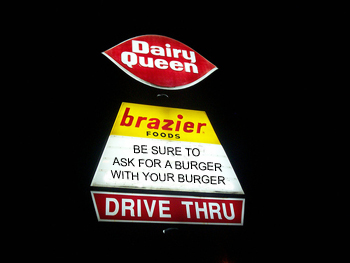 Dairy
Queen
brazier
FOODS
BE SURE TO
ASK FOR A BURGER
WITH YOUR BURGER
DRIVE THRU